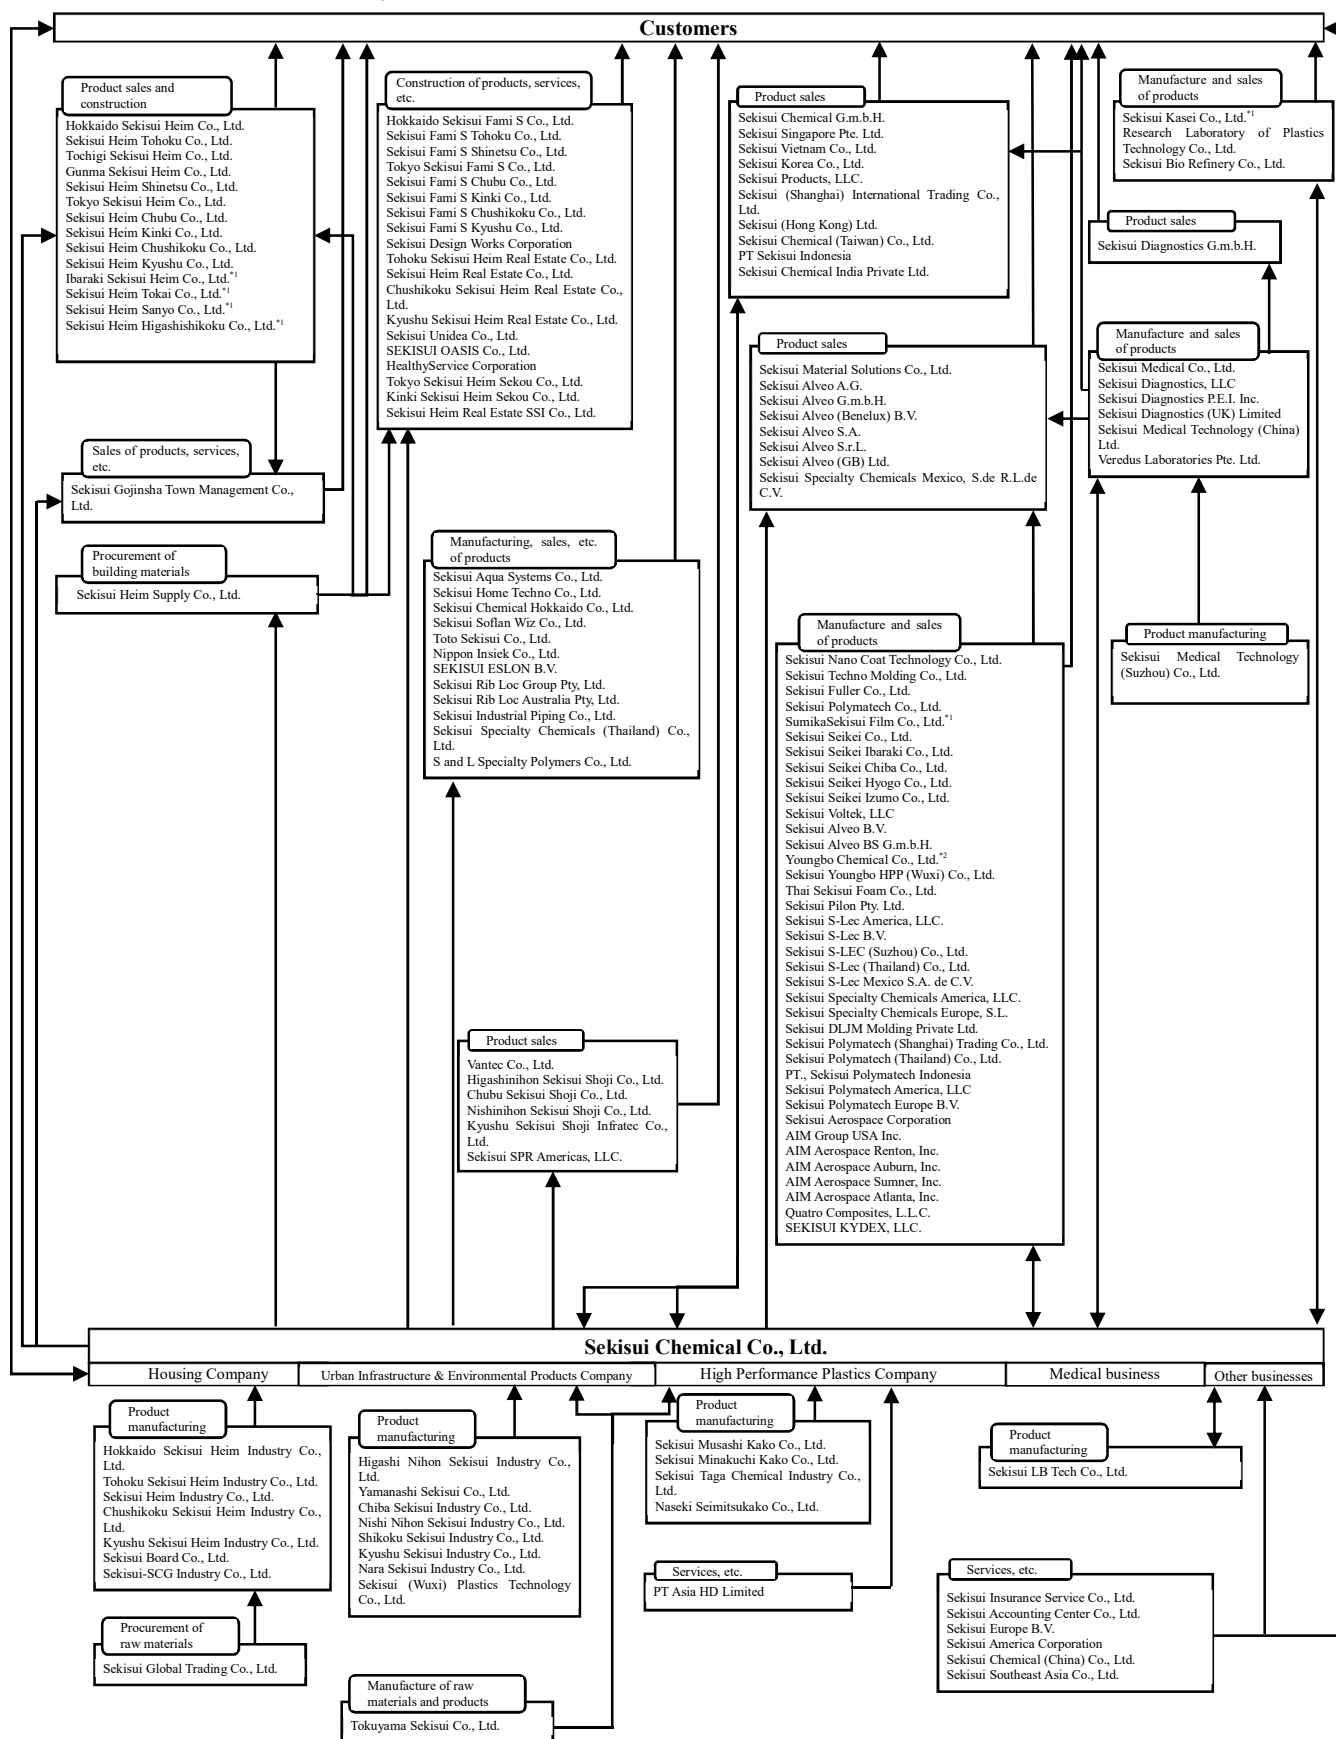 Customers
Product sales and
construction
Hokkaido Sekisui Heim Co., Ltd.
Sekisui Heim Tohoku Co., Ltd.
Tochigi Sekisui Heim Co., Ltd.
Gunma Sekisui Heim Co., Ltd.
Sekisui Heim Shinetsu Co., Ltd.
Tokyo Sekisui Heim Co., Ltd.
Sekisui Heim Chubu Co., Ltd.
Sekisui Heim Kinki Co., Ltd.
Sekisui Heim Chushikoku Co., Ltd.
Sekisui Heim Kyushu Co., Ltd.
Ibaraki Sekisui Heim Co., Ltd.*1
Sekisui Heim Tokai Co., Ltd.*1
Sekisui Heim Sanyo Co., Ltd.*1
Sekisui Heim Higashishikoku Co., Ltd.*1
Sales of products, services,
etc.
Sekisui Gojinsha Town Management Co.,
Ltd.
Procurement of
building materials
Sekisui Heim Supply Co., Ltd.
Construction of products, services,
etc.
Hokkaido Sekisui Fami S Co., Ltd.
Sekisui Fami S Tohoku Co., Ltd.
Sekisui Fami S Shinetsu Co., Ltd.
Tokyo Sekisui Fami S Co., Ltd.
Sekisui Fami S Chubu Co., Ltd.
Sekisui Fami S Kinki Co., Ltd.
Sekisui Fami S Chushikoku Co., Ltd.
Sekisui Fami S Kyushu Co., Ltd.
Sekisui Design Works Corporation
Tohoku Sekisui Heim Real Estate Co., Ltd.
Sekisui Heim Real Estate Co., Ltd.
Chushikoku Sekisui Heim Real Estate Co.,
Ltd.
Kyushu Sekisui Heim Real Estate Co., Ltd.
Sekisui Unidea Co., Ltd.
SEKISUI OASIS Co., Ltd.
HealthyService Corporation
Tokyo Sekisui Heim Sekou Co., Ltd.
Kinki Sekisui Heim Sekou Co., Ltd.
Sekisui Heim Real Estate SSI Co., Ltd.
Manufacturing, sales, etc.
of products
Sekisui Aqua Systems Co., Ltd.
Sekisui Home Techno Co., Ltd.
Sekisui Chemical Hokkaido Co., Ltd.
Sekisui Soflan Wiz Co., Ltd.
Toto Sekisui Co., Ltd.
Nippon Insiek Co., Ltd.
SEKISUI ESLON B.V.
Sekisui Rib Loc Group Pty, Ltd.
Sekisui Rib Loc Australia Pty, Ltd.
Sekisui Industrial Piping Co., Ltd.
Sekisui Specialty Chemicals (Thailand) Co.,
Ltd.
S and L Specialty Polymers Co., Ltd.
Product sales
Vantec Co., Ltd.
Higashinihon Sekisui Shoji Co., Ltd.
Chubu Sekisui Shoji Co., Ltd.
Nishinihon Sekisui Shoji Co., Ltd.
Kyushu Sekisui Shoji Infratec Co.,
Ltd.
Sekisui SPR Americas, LLC.
Product sales
Sekisui Chemical G.m.b.H.
Sekisui Singapore Pte. Ltd.
Sekisui Vietnam Co., Ltd.
Sekisui Korea Co., Ltd.
Sekisui Products, LLC.
Sekisui (Shanghai) International Trading Co.,
Ltd.
Sekisui (Hong Kong) Ltd.
Sekisui Chemical (Taiwan) Co., Ltd.
PT Sekisui Indonesia
Sekisui Chemical India Private Ltd.
Product sales
Sekisui Material Solutions Co., Ltd.
Sekisui Alveo A.G.
Sekisui Alveo G.m.b.H.
Sekisui Alveo (Benelux) B.V.
Sekisui Alveo S.A.
Sekisui Alveo S.r.L.
Sekisui Alveo (GB) Ltd.
Sekisui Specialty Chemicals Mexico, S.de R.L.de
C.V.
Manufacture and sales
of products
Sekisui Nano Coat Technology Co., Ltd.
Sekisui Techno Molding Co., Ltd.
Sekisui Fuller Co., Ltd.
Sekisui Polymatech Co., Ltd.
SumikaSekisui Film Co., Ltd.*1
Sekisui Seikei Co., Ltd.
Sekisui Seikei Ibaraki Co., Ltd.
Sekisui Seikei Chiba Co., Ltd.
Sekisui Seikei Hyogo Co., Ltd.
Sekisui Seikei Izumo Co., Ltd.
Sekisui Voltek, LLC
Sekisui Alveo B.V.
Sekisui Alveo BS G.m.b.H.
Youngbo Chemical Co., Ltd.*2
Sekisui Youngbo HPP (Wuxi) Co., Ltd.
Thai Sekisui Foam Co., Ltd.
Sekisui Pilon Pty. Ltd.
Sekisui S-Lec America, LLC.
Sekisui S-Lec B.V.
Sekisui S-LEC (Suzhou) Co., Ltd.
Sekisui S-Lec (Thailand) Co., Ltd.
Sekisui S-Lec Mexico S.A. de C.V.
Sekisui Specialty Chemicals America, LLC.
Sekisui Specialty Chemicals Europe, S.L.
Sekisui DLJM Molding Private Ltd.
Sekisui Polymatech (Shanghai) Trading Co., Ltd.
Sekisui Polymatech (Thailand) Co., Ltd.
PT., Sekisui Polymatech Indonesia
Sekisui Polymatech America, LLC
Sekisui Polymatech Europe B.V.
Sekisui Aerospace Corporation
AIM Group USA Inc.
AIM Aerospace Renton, Inc.
AIM Aerospace Auburn, Inc.
AIM Aerospace Sumner, Inc.
AIM Aerospace Atlanta, Inc.
Quatro Composites, L.L.C.
SEKISUI KYDEX, LLC.
Manufacture and sales
of products
Sekisui Kasei Co., Ltd.*1
Research Laboratory of Plastics
Technology Co., Ltd.
Sekisui Bio Refinery Co., Ltd.
Product sales
Sekisui Diagnostics G.m.b.H.
Manufacture and sales
of products
Sekisui Medical Co., Ltd.
Sekisui Diagnostics, LLC
Sekisui Diagnostics P.E.I. Inc.
Sekisui Diagnostics (UK) Limited
Sekisui Medical Technology (China)
Ltd.
Veredus Laboratories Pte. Ltd.
Product manufacturing
Sekisui Medical Technology
(Suzhou) Co., Ltd.
Sekisui Chemical Co., Ltd.
Housing Company
Urban Infrastructure & Environmental Products Company
High Performance Plastics Company
Medical business
Other businesses
Product
manufacturing
Hokkaido Sekisui Heim Industry Co.,
Ltd.
Tohoku Sekisui Heim Industry Co., Ltd.
Sekisui Heim Industry Co., Ltd.
Chushikoku Sekisui Heim Industry Co.,
Ltd.
Kyushu Sekisui Heim Industry Co., Ltd.
Sekisui Board Co., Ltd.
Sekisui-SCG Industry Co., Ltd.
Procurement of
raw materials
Sekisui Global Trading Co., Ltd.
Product
manufacturing
Higashi Nihon Sekisui Industry Co.,
Ltd.
Yamanashi Sekisui Co., Ltd.
Chiba Sekisui Industry Co., Ltd.
Nishi Nihon Sekisui Industry Co., Ltd.
Shikoku Sekisui Industry Co., Ltd.
Kyushu Sekisui Industry Co., Ltd.
Nara Sekisui Industry Co., Ltd.
Sekisui (Wuxi) Plastics Technology
Co., Ltd.
Manufacture of raw
materials and products
Tokuyama Sekisui Co., Ltd.
Product
manufacturing
Sekisui Musashi Kako Co., Ltd.
Sekisui Minakuchi Kako Co., Ltd.
Sekisui Taga Chemical Industry Co.,
Ltd.
Naseki Seimitsukako Co., Ltd.
Services, etc.
PT Asia HD Limited
Product
manufacturing
Sekisui LB Tech Co., Ltd.
Services, etc.
Sekisui Insurance Service Co., Ltd.
Sekisui Accounting Center Co., Ltd.
Sekisui Europe B.V.
Sekisui America Corporation
Sekisui Chemical (China) Co., Ltd.
Sekisui Southeast Asia Co., Ltd.